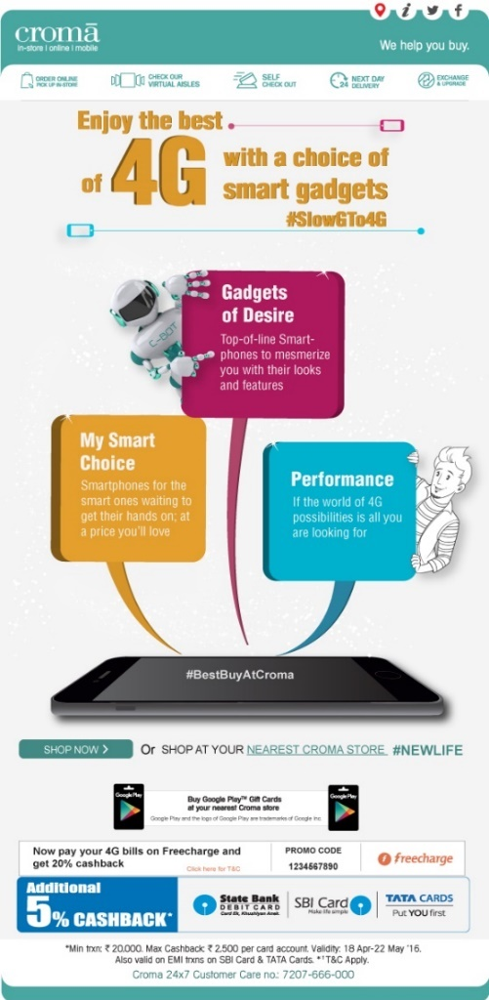 cromā
in-store | online | mobile
We help you buy.
ORDER ONLINE
PICK UP IN-STORE
CHECK OUR
VIRTUAL AISLES
SELF
CHECK OUT
24
NEXT DAY
DELIVERY
EXCHANGE
& UPGRADE
Enjoy the best
of 4G with a choice of
smart gadgets
#SlowGTo4G
C-BOT
Gadgets
of Desire
Top-of-line Smart-
phones to mesmerize
you with their looks
and features
My Smart
Choice
Smartphones for the
smart ones waiting to
get their hands on; at
a price you'll love
Performance
If the world of 4G
possibilities is all you
are looking for
#BestBuyAtCroma
SHOP NOW > Or SHOP AT YOUR NEAREST CROMA STORE #NEWLIFE
Google Play
Buy Google Play™ Gift Cards
at your nearest Croma store
Google Play and the logo of Google Play are trademarks of Google Inc.
Google Play
Now pay your 4G bills on Freecharge and
get 20% cashback
Click here for T&C
PROMO CODE
1234567890
freecharge
Additional
5% CASHBACK*
State Bank
DEBIT CARD
Card Ek, Khushiyan Anek.
SBI Card
Make life simple
TATA CARDS
Put YOU first
*Min trxn: ₹ 20,000. Max Cashback: ₹ 2,500 per card account. Validity: 18 Apr-22 May '16.
Also valid on EMI trxns on SBI Card & TATA Cards. *¹T&C Apply.
Croma 24x7 Customer Care no.: 7207-666-000